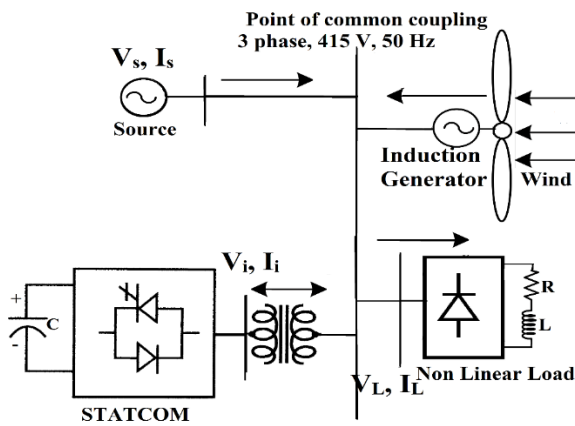 Point of common coupling
3 phase, 415 V, 50 Hz
Vs, Is
Source
Induction
Generator
Wind
Vi, Ii
+
C
-
STATCOM
R
L
VL, IL
Non Linear Load